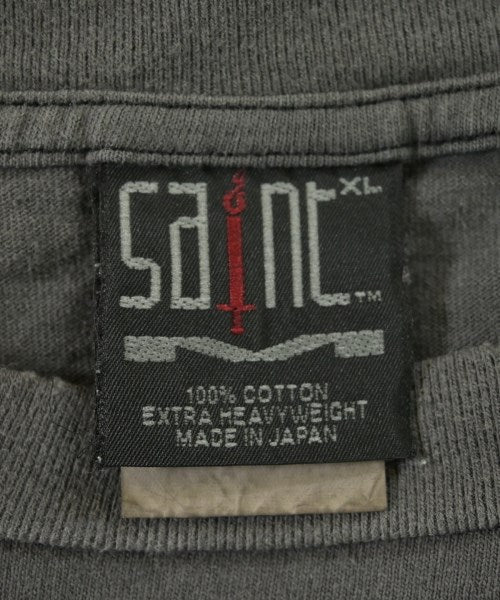 saint XL
TM
100% COTTON
EXTRA HEAVYWEIGHT
MADE IN JAPAN